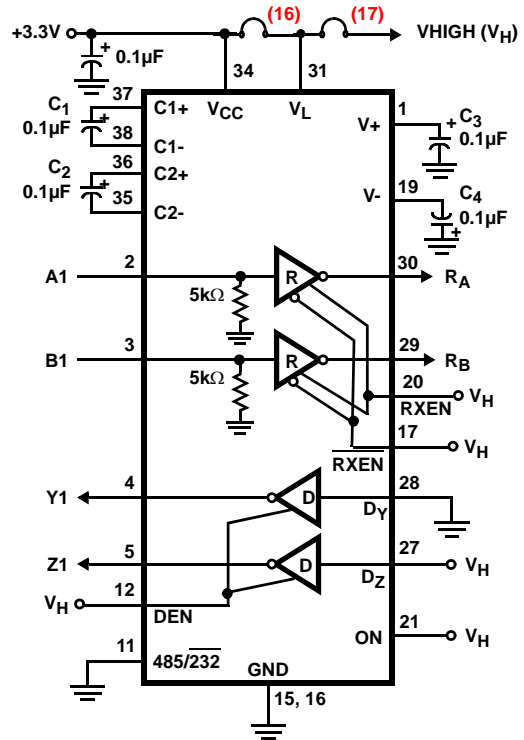 +3.3V (16) (17) VHIGH (VH)
+ 0.1µF
34 31
VCC VL
C1 0.1µF + 37 C1+
38 C1-
C2 0.1µF + 36 C2+
35 C2-
V+ 1 + C3 0.1µF
V- 19 C4 0.1µF +
A1 2 5kΩ R 30 RA
B1 3 5kΩ R 29 RB
20 RXEN VH
17 RXEN VH
Y1 4 D DY 28
Z1 5 D DZ 27 VH
VH 12 DEN
ON 21 VH
11 485/232
GND
15, 16